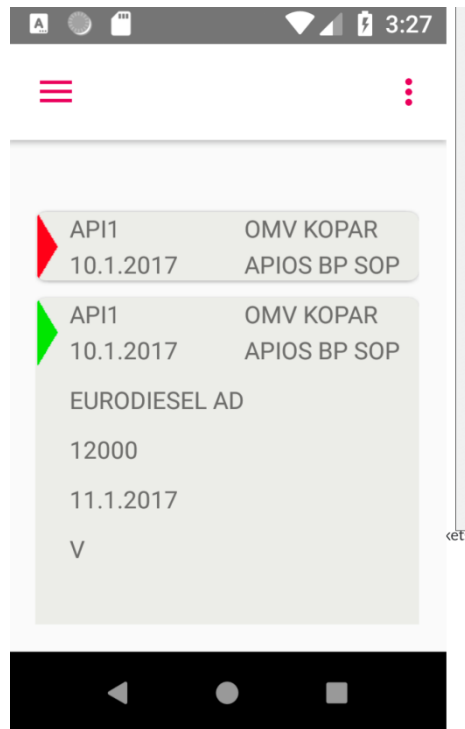 A
3:27
API1 OMV KOPAR
10.1.2017 APIOS BP SOP
API1 OMV KOPAR
10.1.2017 APIOS BP SOP
EURODIESEL AD
12000
11.1.2017
V
ket